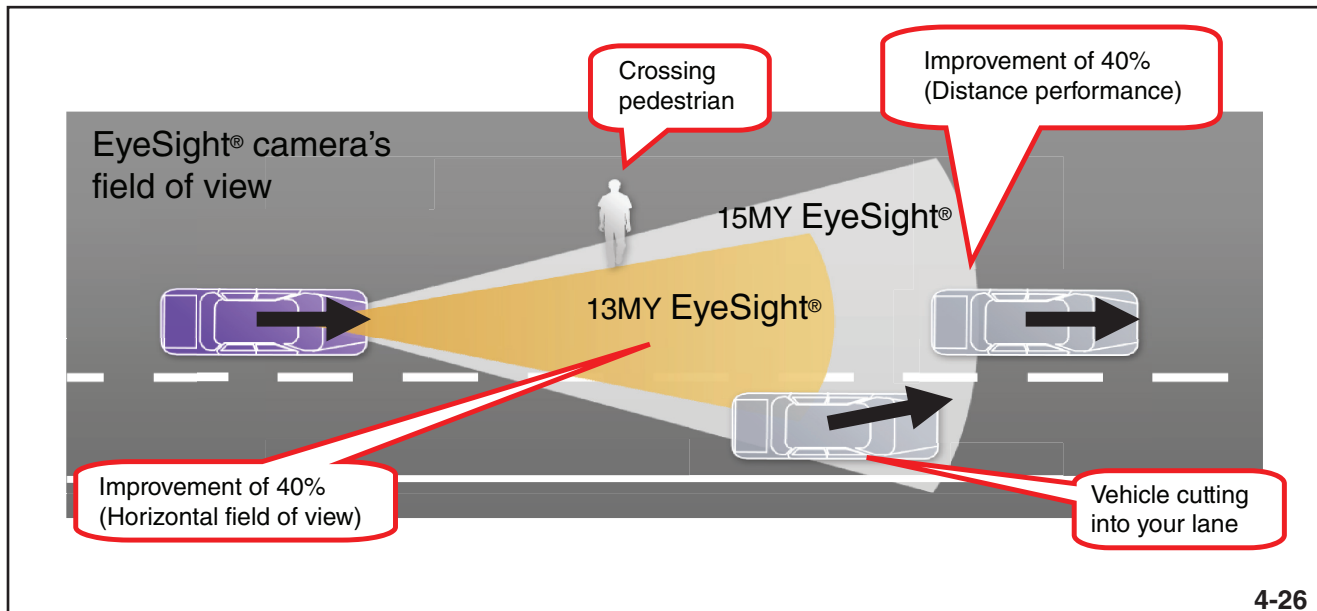 Crossing
pedestrian
Improvement of 40%
(Distance performance)
EyeSight® camera's
field of view
15MY EyeSight®
13MY EyeSight®
Improvement of 40%
(Horizontal field of view)
Vehicle cutting
into your lane
4-26